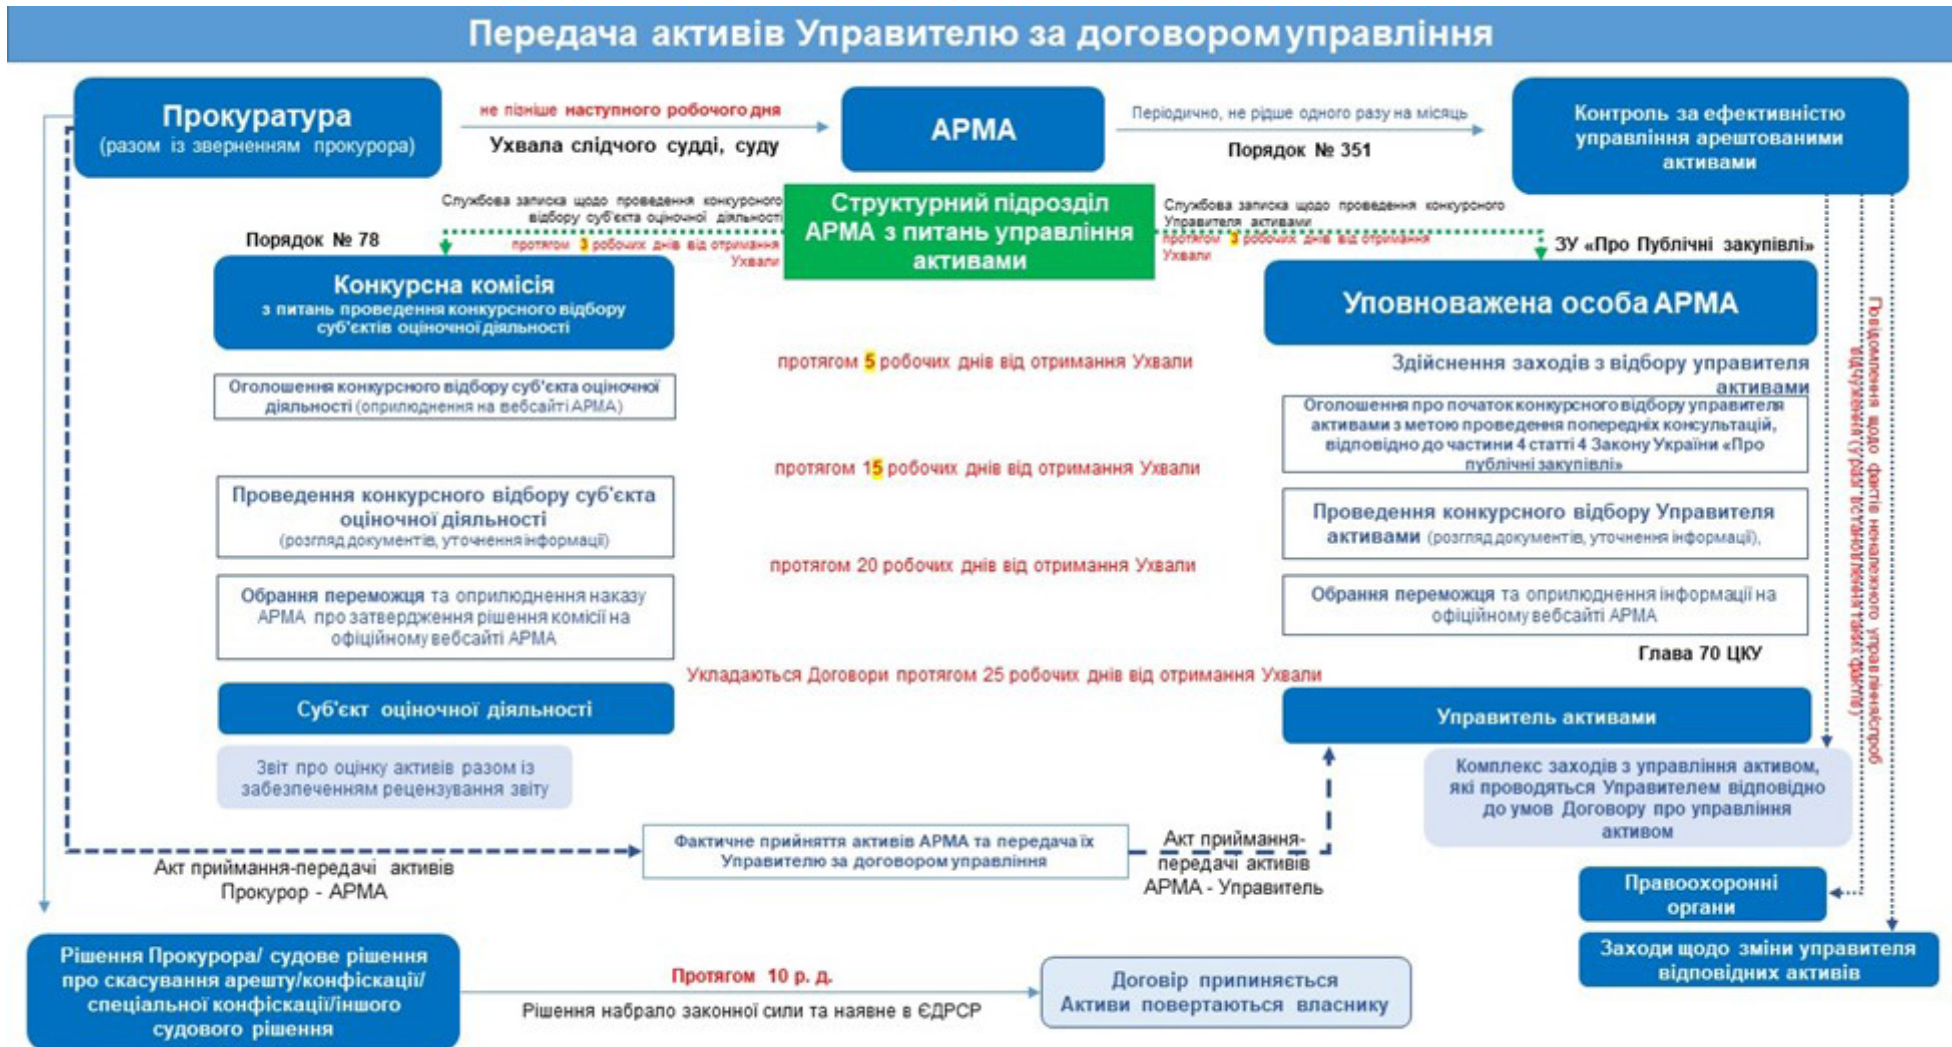 Передача активів Управителю за договором управління
Прокуратура
(разом із зверненням прокурора)
не пізніше наступного робочого дня
Ухвала слідчого судді, суду
АРМА
Періодично, не рідше одного разу на місяць
Порядок № 351
Контроль за ефективністю
управління арештованими
активами
Службова записка щодо проведення конкурсного
відбору суб'єкта оціночної діяльності
протягом 3 робочих днів від отримання
Ухвали
Порядок № 78
Структурний підрозділ
АРМА з питань управління
активами
Службова записка щодо проведення конкурсного
Управителя активами
протягом 3 робочих днів від отримання
Ухвали
ЗУ «Про Публічні закупівлі»
Конкурсна комісія
з питань проведення конкурсного відбору
суб'єктів оціночної діяльності
Уповноважена особа АРМА
протягом 5 робочих днів від отримання Ухвали
Здійснення заходів з відбору управителя
активами
Оголошення конкурсного відбору суб'єкта оціночної
діяльності (оприлюднення на вебсайті АРМА)
Оголошення про початок конкурсного відбору управителя
активами з метою проведення попередніх консультацій,
відповідно до частини 4 статті 4 Закону України «Про
публічні закупівлі»
протягом 15 робочих днів від отримання Ухвали
Проведення конкурсного відбору суб'єкта
оціночної діяльності
(розгляд документів, уточнення інформації)
Проведення конкурсного відбору Управителя
активами (розгляд документів, уточнення інформації),
протягом 20 робочих днів від отримання Ухвали
Обрання переможця та оприлюднення наказу
АРМА про затвердження рішення комісії на
офіційному вебсайті АРМА
Обрання переможця та оприлюднення інформації на
офіційному вебсайті АРМА
Глава 70 ЦКУ
Укладаються Договори протягом 25 робочих днів від отримання Ухвали
Суб'єкт оціночної діяльності
Управитель активами
Повідомлення щодо фактів неналежного управління/спроб
відчуження (у разі встановлення таких фактів)
Звіт про оцінку активів разом із
забезпеченням рецензування звіту
Комплекс заходів з управління активом,
які проводяться Управителем відповідно
до умов Договору про управління
активом
Фактичне прийняття активів АРМА та передача їх
Управителю за договором управління
Акт приймання-передачі активів
Прокурор - АРМА
Акт приймання-
передачі активів
АРМА - Управитель
Правоохоронні
органи
Заходи щодо зміни управителя
відповідних активів
Рішення Прокурора/ судове рішення
про скасування арешту/конфіскації/
спеціальної конфіскації/іншого
судового рішення
Протягом 10 р. д.
Рішення набрало законної сили та наявне в ЄДРСР
Договір припиняється
Активи повертаються власнику